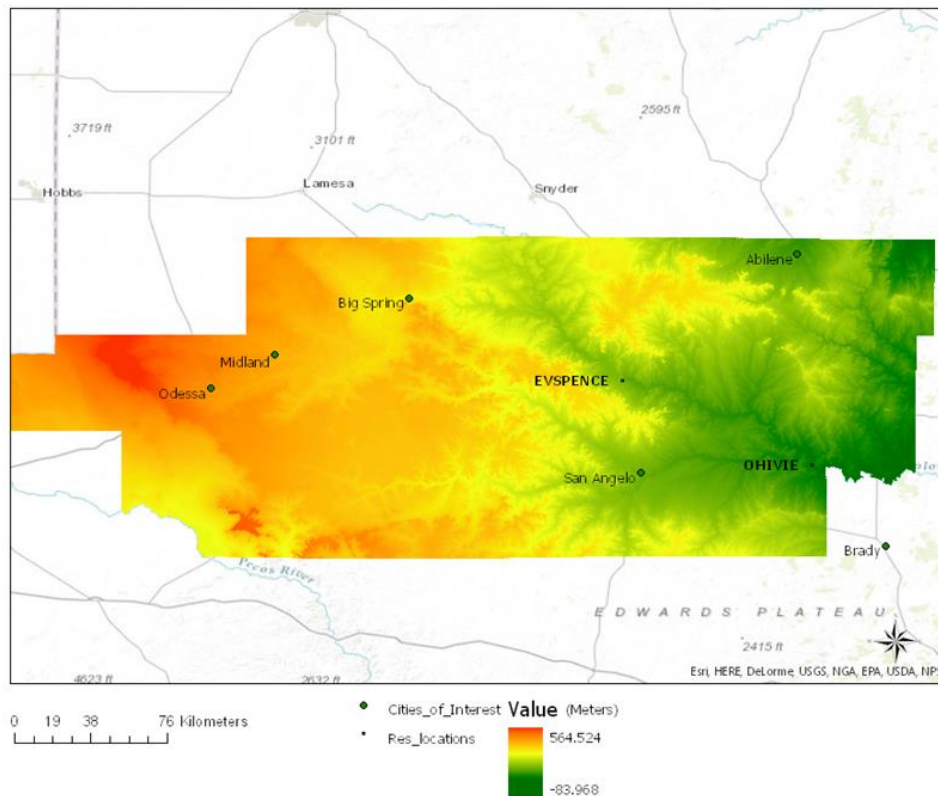 2595 ft
3719 ft
3101 ft
Hobbs
Lamesa
Snyder
Abilene
Big Spring
Midland
EVSPENCE
Odessa
San Angelo
OHIVIE
Brady
Pecos River
EDWARDS PLATEAU
2415 ft
Esri, HERE, DeLorme, USGS, NGA, EPA, USDA, NPS
4623 ft
2632 ft
0 19 38 76 Kilometers
Cities_of_Interest
Res_locations
Value (Meters)
564.524
-83.968